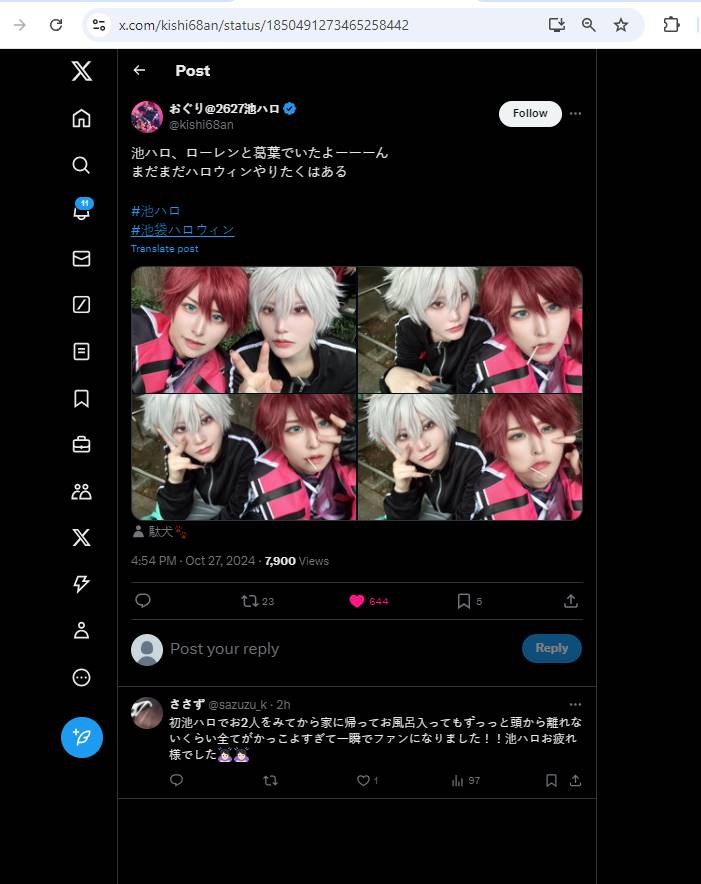 x.com/kishi68an/status/1850491273465258442
Post
おぐり@2627池ハロ
@kishi68an
Follow
池ハロ、ローレンと葛葉でいたよーーーん
まだまだハロウィンやりたくはある
#池ハロ
#池袋ハロウィン
Translate post
11
駄犬🐾
4:54 PM · Oct 27, 2024 · 7,900 Views
23 644 5
Post your reply
Reply
ささず @sazuzu_k · 2h
初池ハロでお2人をみてから家に帰ってお風呂入ってもずっっと頭から離れな
いくらい全てがかっこよすぎて一瞬でファンになりました！！池ハロお疲れ
様でした🙇🏻‍♀️🙇🏻‍♀️
1 97